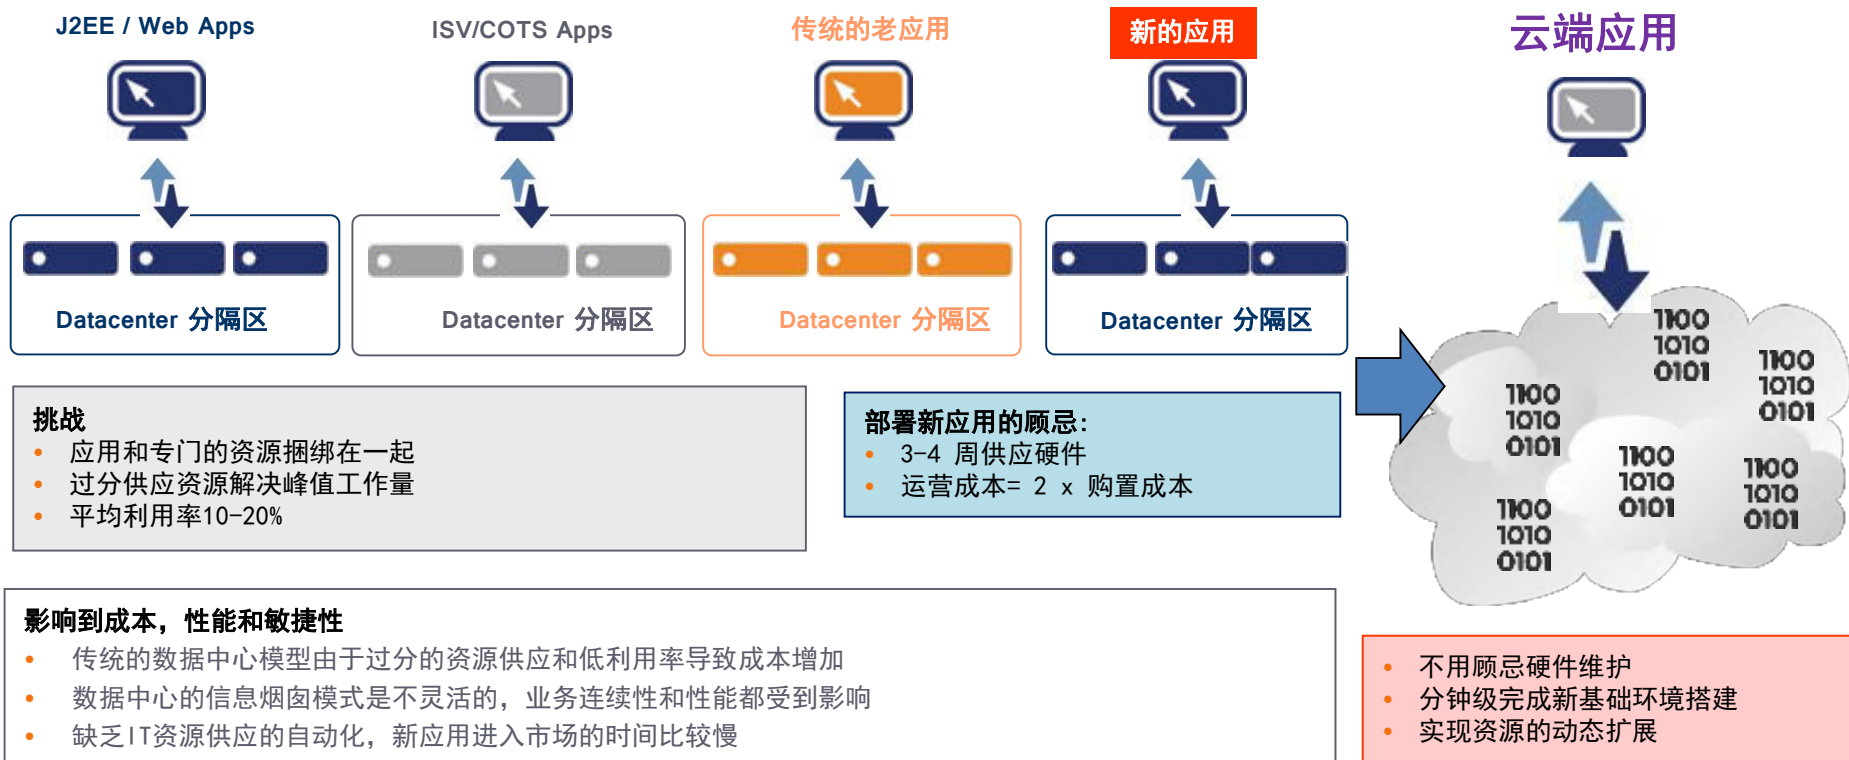 J2EE / Web Apps
ISV/COTS Apps
传统的老应用
新的应用
云端应用
Datacenter 分隔区
Datacenter 分隔区
Datacenter 分隔区
Datacenter 分隔区
1100
1010
0101
1100
1010
0101
1100
1010
0101
1100
1010
0101
1100
1010
0101
1100
1010
0101
挑战
• 应用和专门的资源捆绑在一起
• 过分供应资源解决峰值工作量
• 平均利用率10-20%
部署新应用的顾忌:
• 3-4 周供应硬件
• 运营成本= 2 x 购置成本
影响到成本，性能和敏捷性
• 传统的数据中心模型由于过分的资源供应和低利用率导致成本增加
• 数据中心的信息烟囱模式是不灵活的，业务连续性和性能都受到影响
• 缺乏IT资源供应的自动化，新应用进入市场的时间比较慢
• 不用顾忌硬件维护
• 分钟级完成新基础环境搭建
• 实现资源的动态扩展